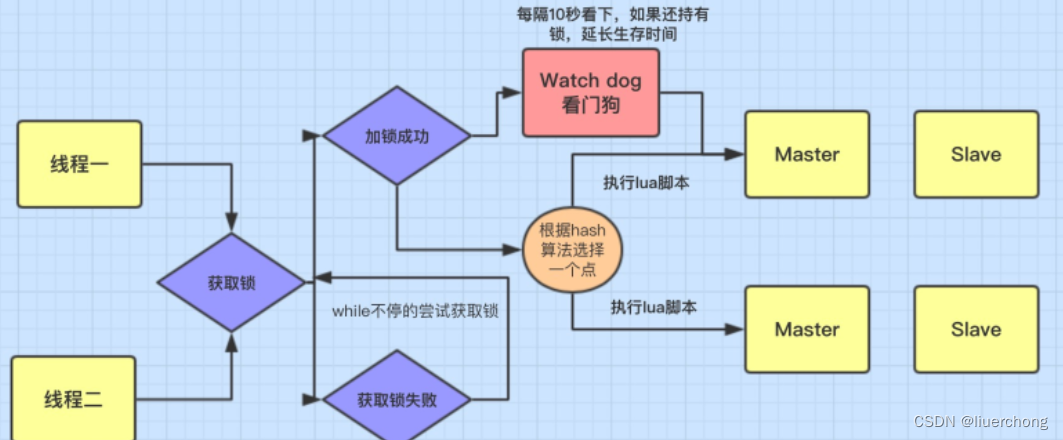 每隔10秒看下，如果还持有
锁，延长生存时间
Watch dog
看门狗
加锁成功
线程一
Master
Slave
执行lua脚本
根据hash
算法选择
一个点
获取锁
while不停的尝试获取锁
执行lua脚本
Master
Slave
线程二
获取锁失败
CSDN @liuerchong